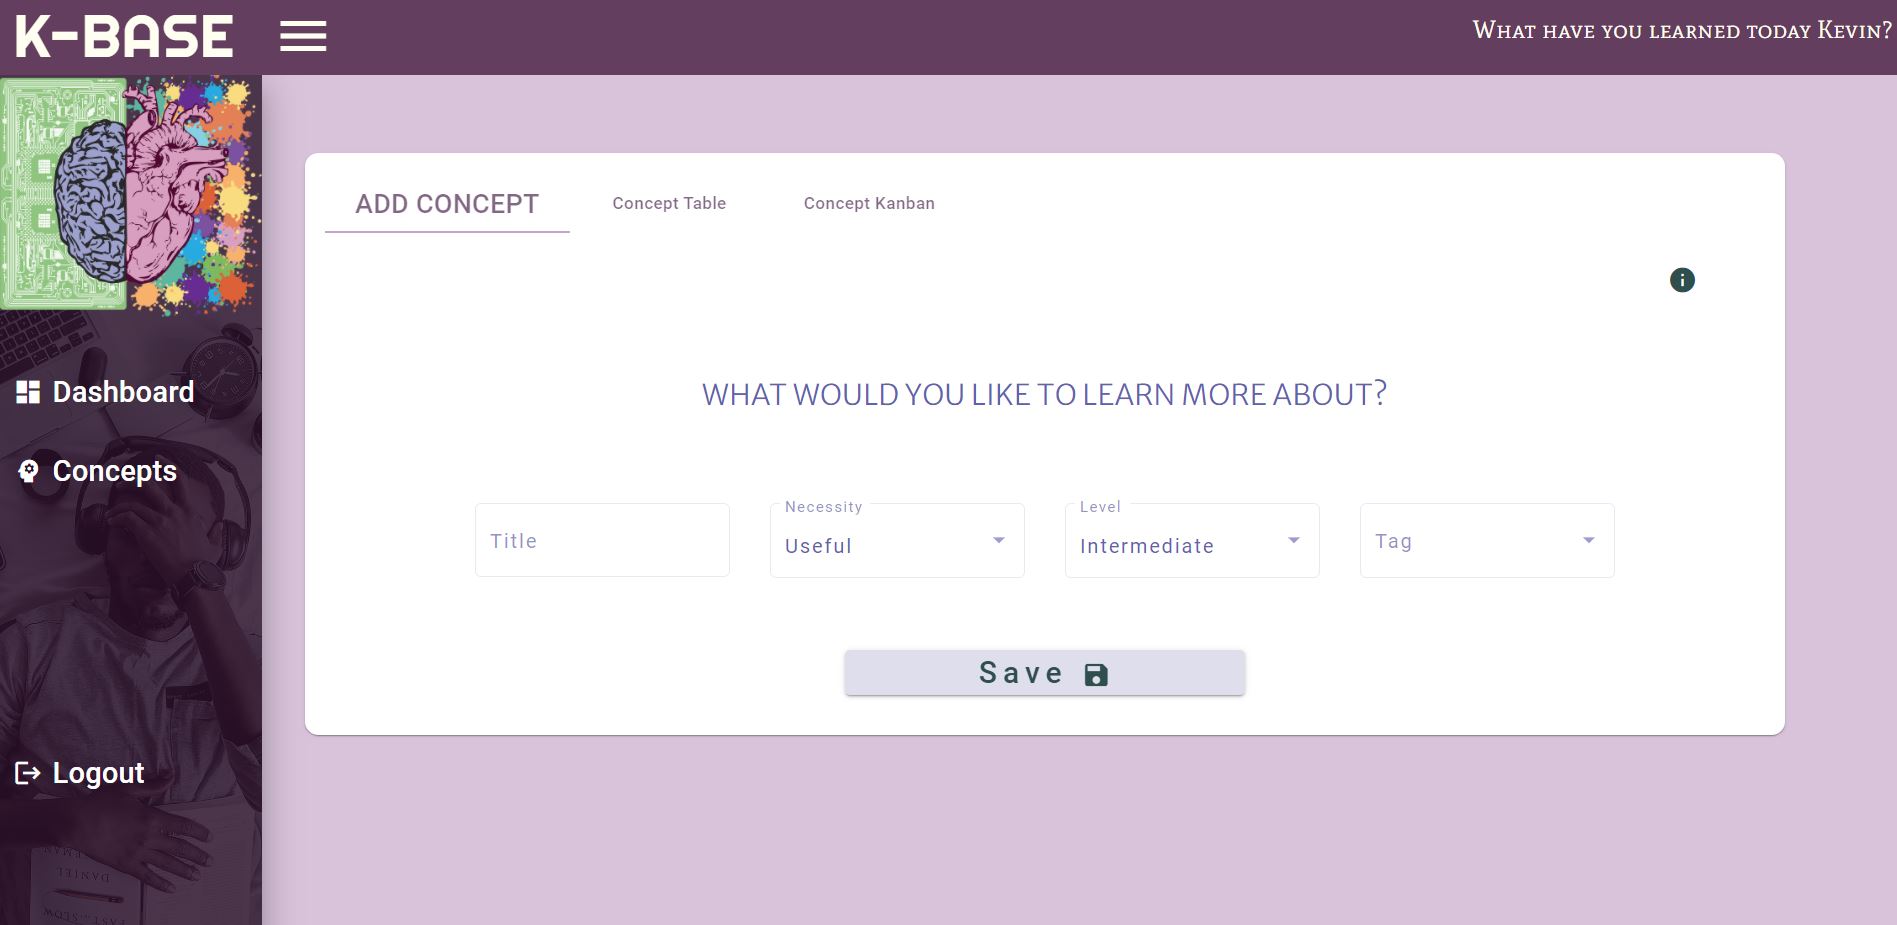 K-BASE
What have you learned today Kevin?
ADD CONCEPT
Concept Table
Concept Kanban
WHAT WOULD YOU LIKE TO LEARN MORE ABOUT?
Title
Necessity
Useful
Level
Intermediate
Tag
Save
Dashboard
Concepts
Logout
DANIEL